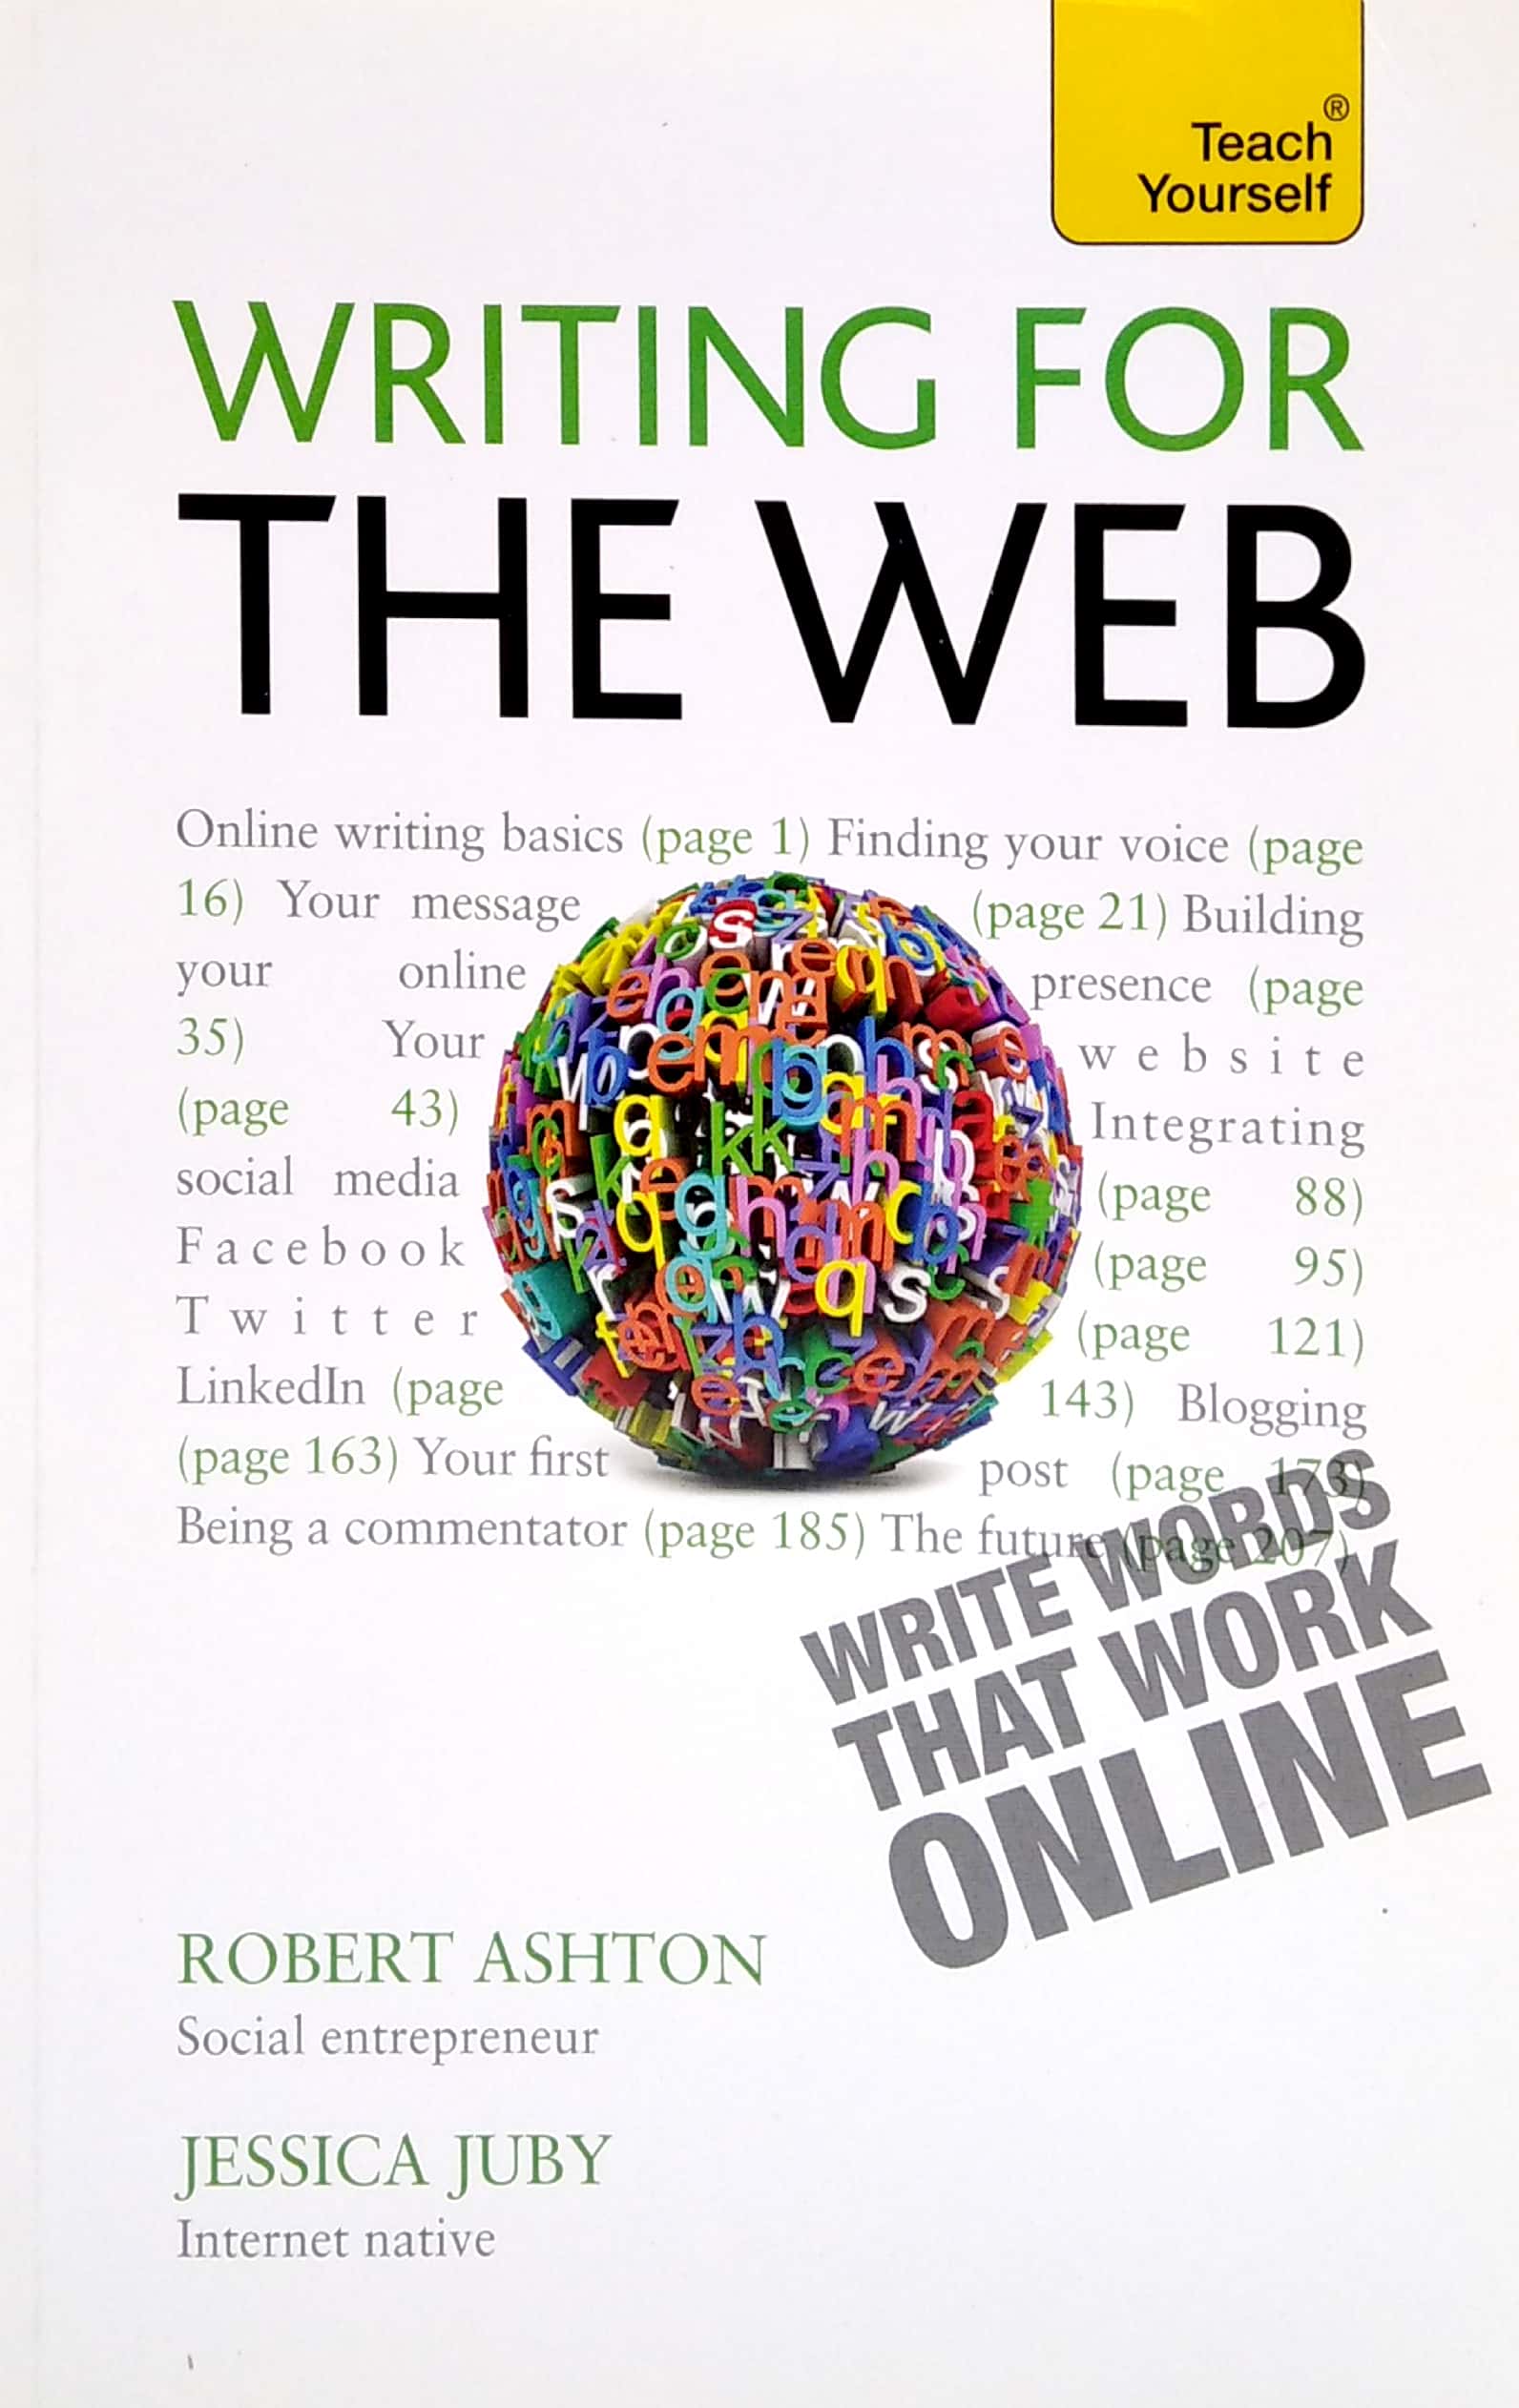 Teach®
Yourself
WRITING FOR
THE WEB
Online writing basics (page 1) Finding your voice (page
16) Your message (page 21) Building
your online presence (page
35) Your website
(page 43) Integrating
social media (page 88)
Facebook (page 95)
Twitter (page 121)
LinkedIn (page 143) Blogging
(page 163) Your first post (page 173)
Being a commentator (page 185) The future (page 207)
WRITE WORDS
THAT WORK
ONLINE
ROBERT ASHTON
Social entrepreneur
JESSICA JUBY
Internet native